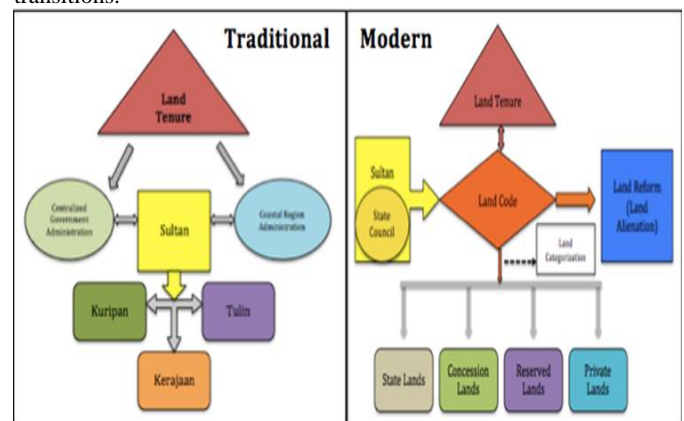 transitions.
Traditional
Land
Tenure
Centralized
Government
Administration
Sultan
Coastal Region
Administration
Kuripan
Tulin
Kerajaan
Modern
Land Tenure
Sultan
State
Council
Land Code
Land Reform
(Land
Alienation)
Land
Categorization
State Lands
Concession
Lands
Reserved
Lands
Private
Lands